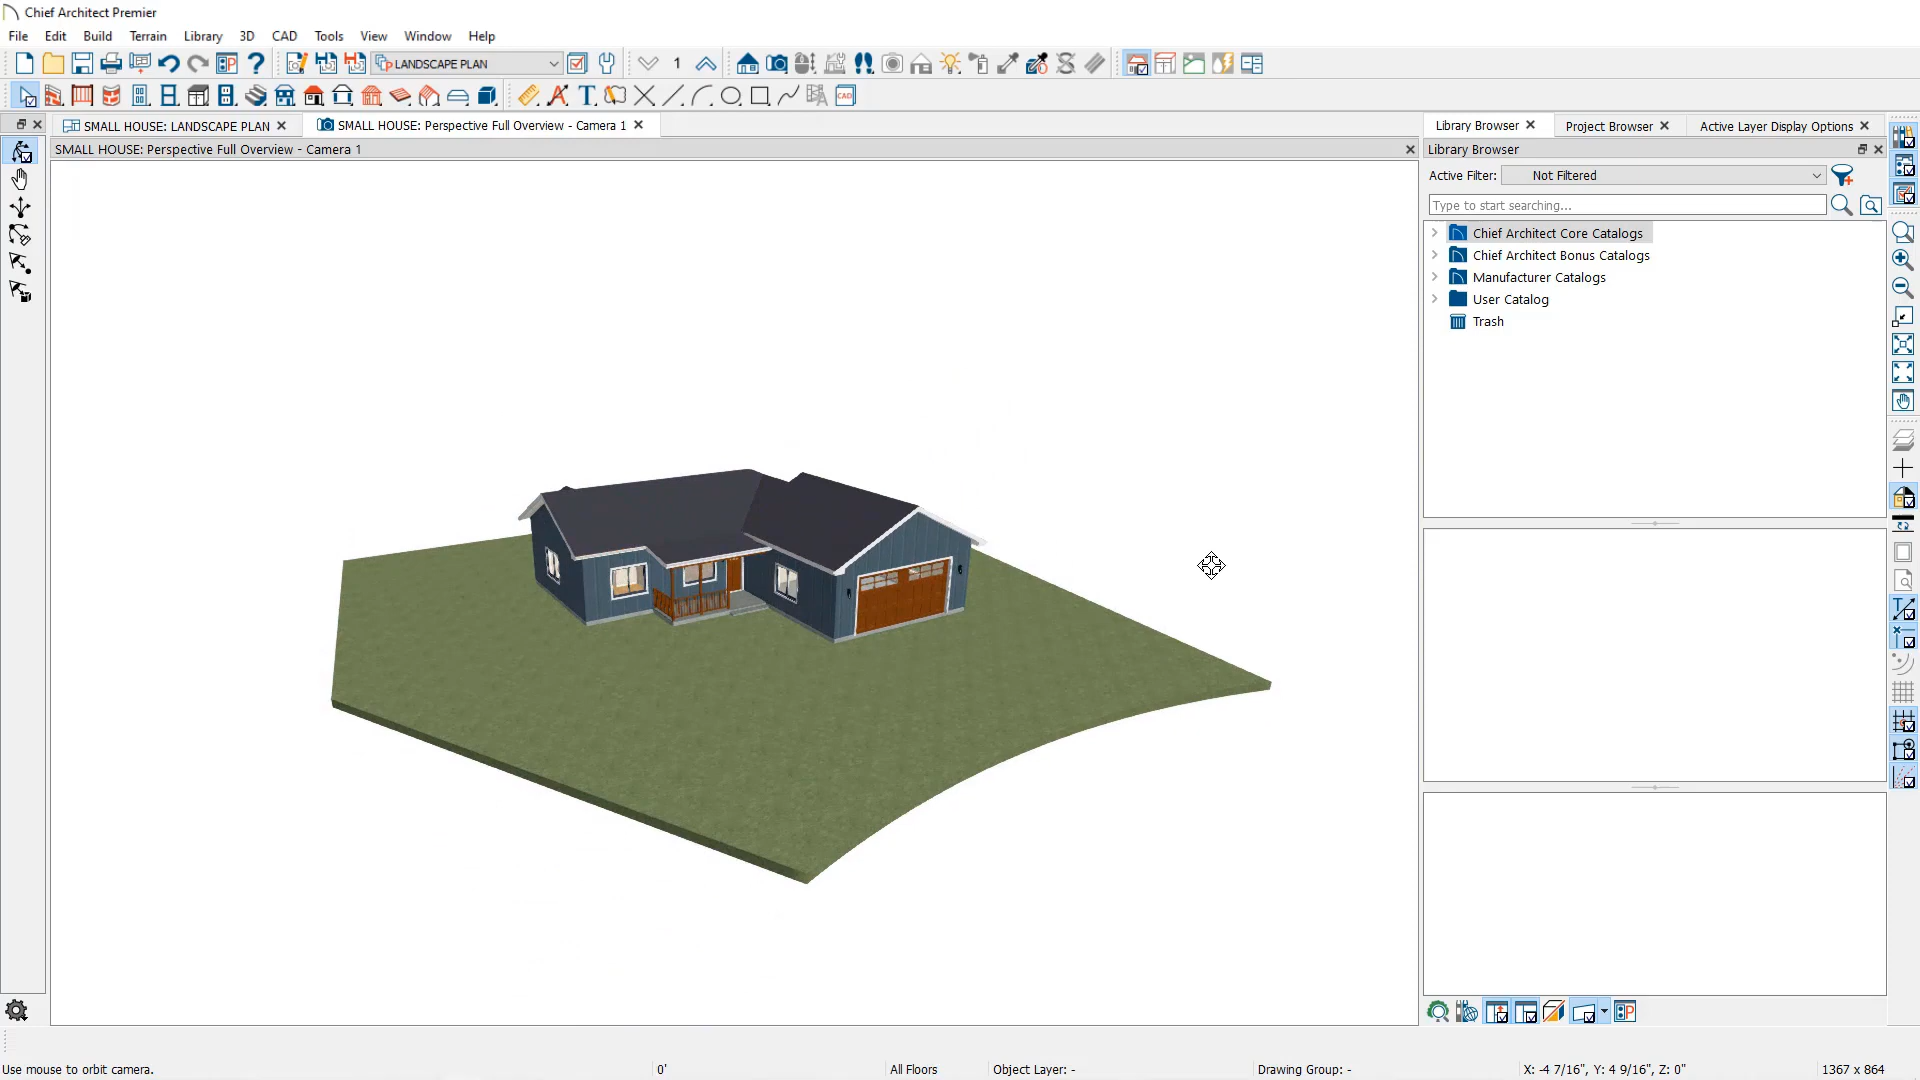 Chief Architect Premier
File Edit Build Terrain Library 3D CAD Tools View Window Help
LANDSCAPE PLAN 1
CAD
SMALL HOUSE: LANDSCAPE PLAN SMALL HOUSE: Perspective Full Overview - Camera 1 Library Browser Project Browser Active Layer Display Options
SMALL HOUSE: Perspective Full Overview - Camera 1 Library Browser
Active Filter: Not Filtered
Type to start searching...
Chief Architect Core Catalogs
Chief Architect Bonus Catalogs
Manufacturer Catalogs
User Catalog
Trash
Use mouse to orbit camera. 0' All Floors Object Layer: - Drawing Group: - X: -4 7/16", Y: 4 9/16", Z: 0" 1367 x 864